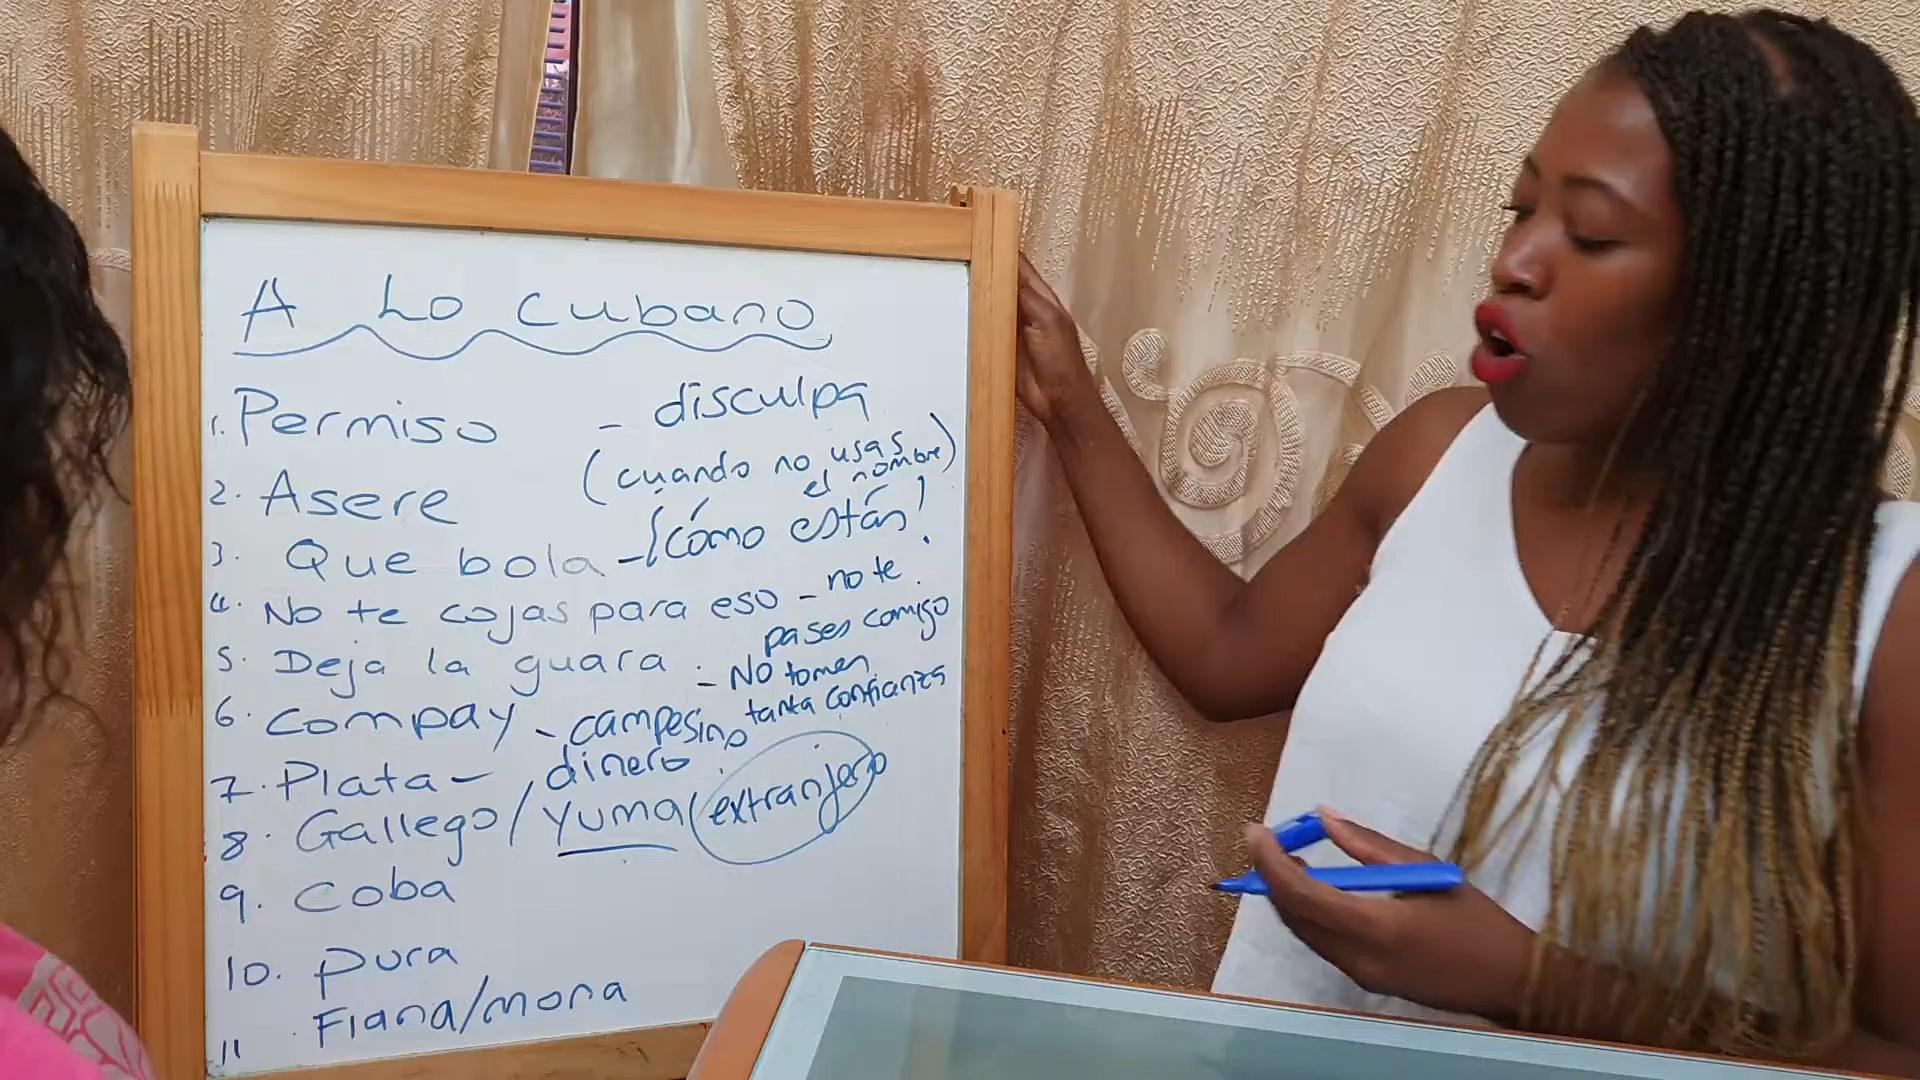 A Lo cubano
1. Permiso - disculpa
2. Asere (cuando no usas el nombre)
3. Que bola - ¿cómo estás?
4. No te cojas para eso - no te pases comigo
5. Deja la guara. - No tomen tanta confianza
6. compay - campesino
7. Plata - dinero.
8. Gallego/Yuma (extranjero)
9. coba
10. pura
11. Fiana/mona